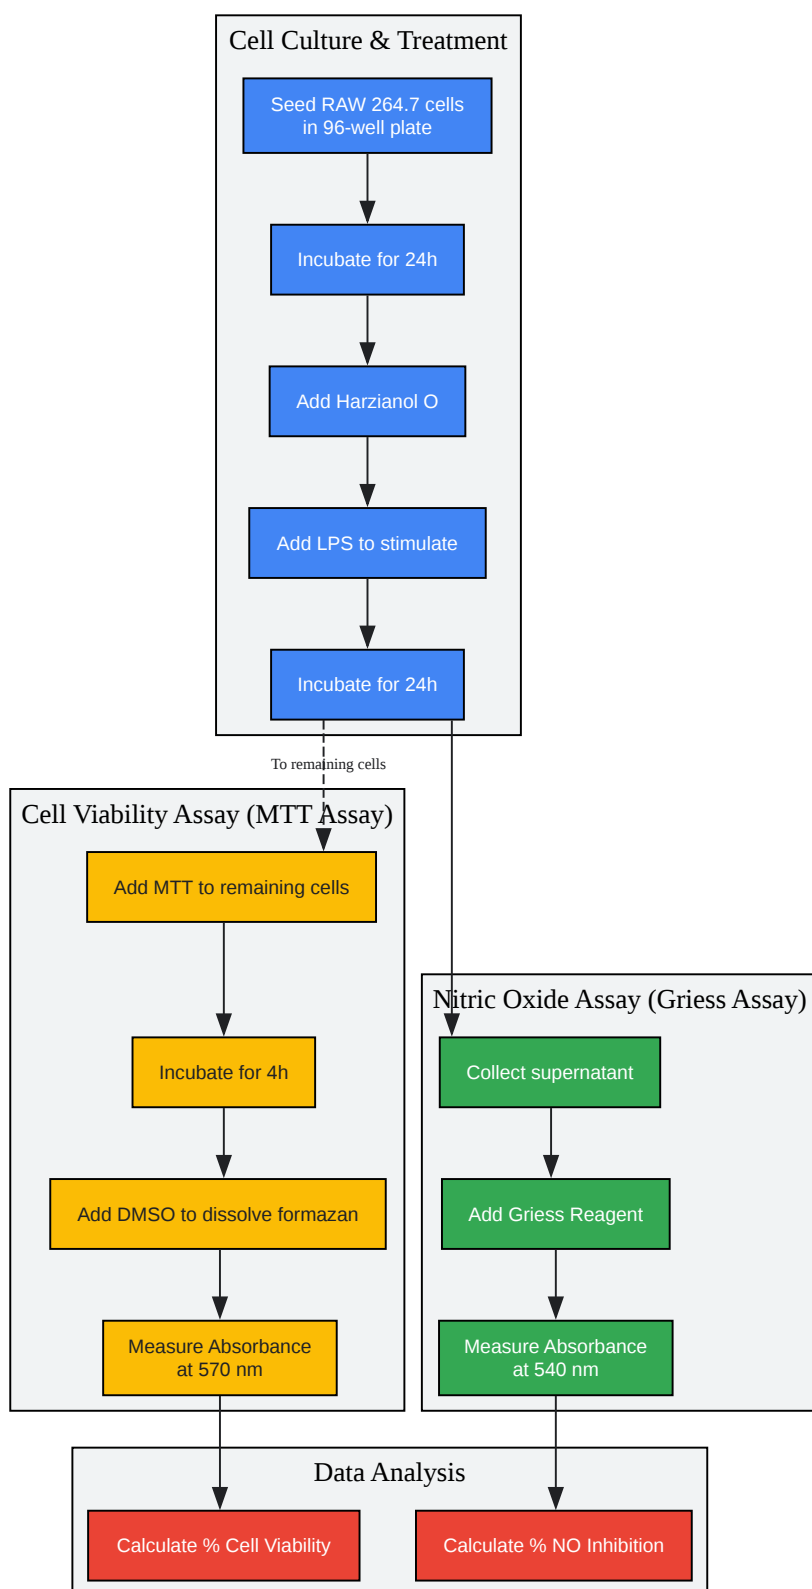 Cell Culture & Treatment
Seed RAW 264.7 cells
in 96-well plate
Incubate for 24h
Add Harzianol O
Add LPS to stimulate
Incubate for 24h
To remaining cells
Cell Viability Assay (MTT Assay)
Add MTT to remaining cells
Incubate for 4h
Add DMSO to dissolve formazan
Measure Absorbance
at 570 nm
Nitric Oxide Assay (Griess Assay)
Collect supernatant
Add Griess Reagent
Measure Absorbance
at 540 nm
Data Analysis
Calculate % Cell Viability
Calculate % NO Inhibition